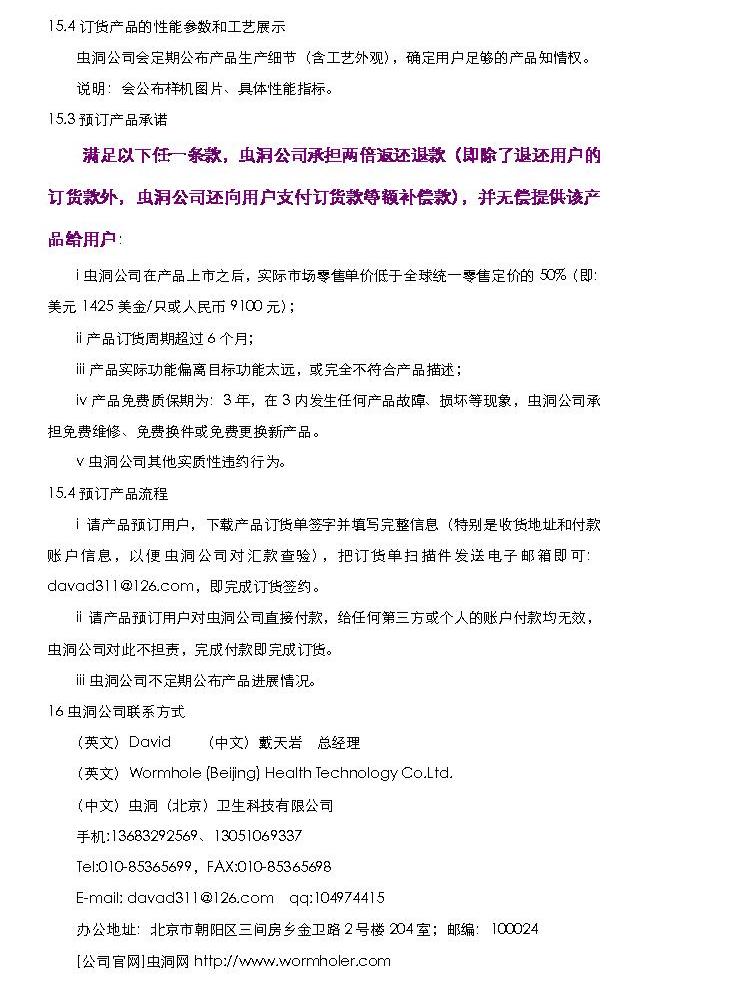 15.4 订货产品的性能参数和工艺展示
虫洞公司会定期公布产品生产细节（含工艺外观），确定用户足够的产品知情权。
说明：会公布样机图片、具体性能指标。
15.3 预订产品承诺
满足以下任一条款，虫洞公司承担两倍返还退款（即除了退还用户的
订货款外，虫洞公司还向用户支付订货款等额补偿款），并无偿提供该产
品给用户：
i 虫洞公司在产品上市之后，实际市场零售单价低于全球统一零售定价的 50%（即:
美元 1425 美金/只或人民币 9100 元）；
ii 产品订货周期超过 6 个月；
iii 产品实际功能偏离目标功能太远，或完全不符合产品描述；
iv 产品免费质保期为：3 年，在 3 内发生任何产品故障、损坏等现象，虫洞公司承
担免费维修、免费换件或免费更换新产品。
v 虫洞公司其他实质性违约行为。
15.4 预订产品流程
i 请产品预订用户，下载产品订货单签字并填写完整信息（特别是收货地址和付款
账户信息，以便虫洞公司对汇款查验），把订货单扫描件发送电子邮箱即可：
davad311@126.com，即完成订货签约。
ii 请产品预订用户对虫洞公司直接付款，给任何第三方或个人的账户付款均无效，
虫洞公司对此不担责，完成付款即完成订货。
iii 虫洞公司不定期公布产品进展情况。
16 虫洞公司联系方式
（英文）David （中文）戴天岩 总经理
（英文）Wormhole (Beijing) Health Technology Co.Ltd.
（中文）虫洞（北京）卫生科技有限公司
手机:13683292569、13051069337
Tel:010-85365699，FAX:010-85365698
E-mail: davad311@126.com qq:104974415
办公地址：北京市朝阳区三间房乡金卫路 2 号楼 204 室；邮编：100024
[公司官网]虫洞网 http://www.wormholer.com